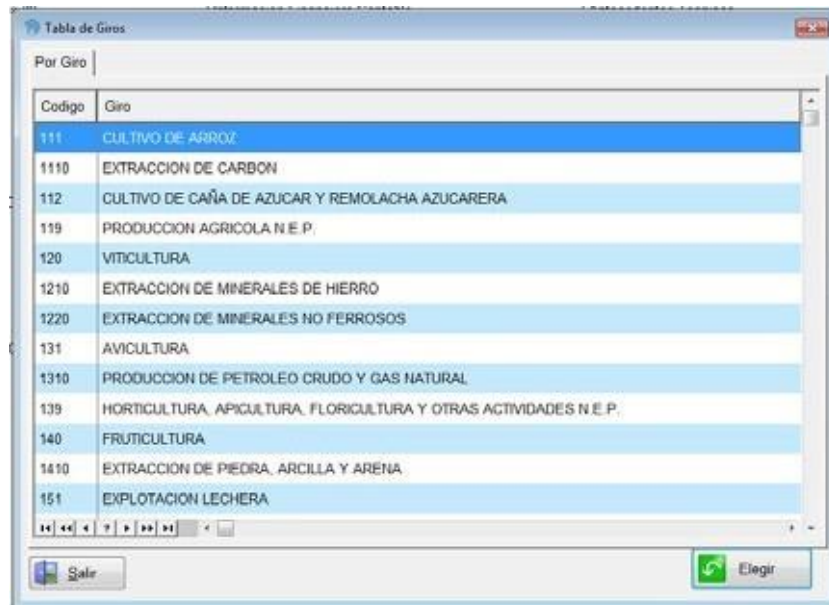 Tabla de Giros
Por Giro
Codigo Giro
111 CULTIVO DE ARROZ
1110 EXTRACCION DE CARBON
112 CULTIVO DE CAÑA DE AZUCAR Y REMOLACHA AZUCARERA
119 PRODUCCION AGRICOLA N.E.P.
120 VITICULTURA
1210 EXTRACCION DE MINERALES DE HIERRO
1220 EXTRACCION DE MINERALES NO FERROSOS
131 AVICULTURA
1310 PRODUCCION DE PETROLEO CRUDO Y GAS NATURAL
139 HORTICULTURA, APICULTURA, FLORICULTURA Y OTRAS ACTIVIDADES N.E.P.
140 FRUTICULTURA
1410 EXTRACCION DE PIEDRA, ARCILLA Y ARENA
151 EXPLOTACION LECHERA
Salir Elegir